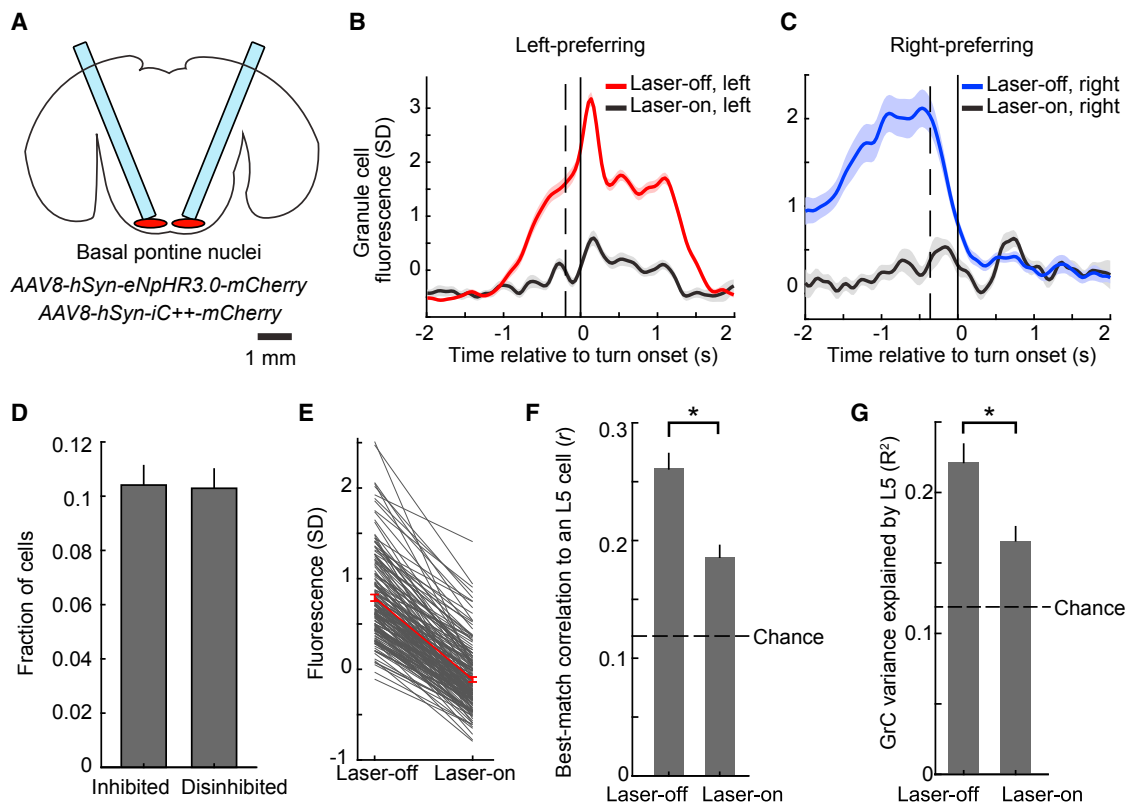 A
Basal pontine nuclei
AAV8-hSyn-eNpHR3.0-mCherry
AAV8-hSyn-iC++-mCherry
1 mm
B
Left-preferring
Laser-off, left
Laser-on, left
Granule cell
fluorescence (SD)
4
3
2
1
0
-2 -1 0 1 2
Time relative to turn onset (s)
C
Right-preferring
Laser-off, right
Laser-on, right
2
1
0
-2 -1 0 1 2
Time relative to turn onset (s)
D
Fraction of cells
0.12
0.1
0.08
0.06
0.04
0.02
0
Inhibited Disinhibited
E
Fluorescence (SD)
2
1
0
-1
Laser-off Laser-on
F
Best-match correlation to an L5 cell (r)
0.3
0.2
0.1
0
*
Chance
Laser-off Laser-on
G
GrC variance explained by L5 (R²)
0.2
0.1
0
*
Chance
Laser-off Laser-on